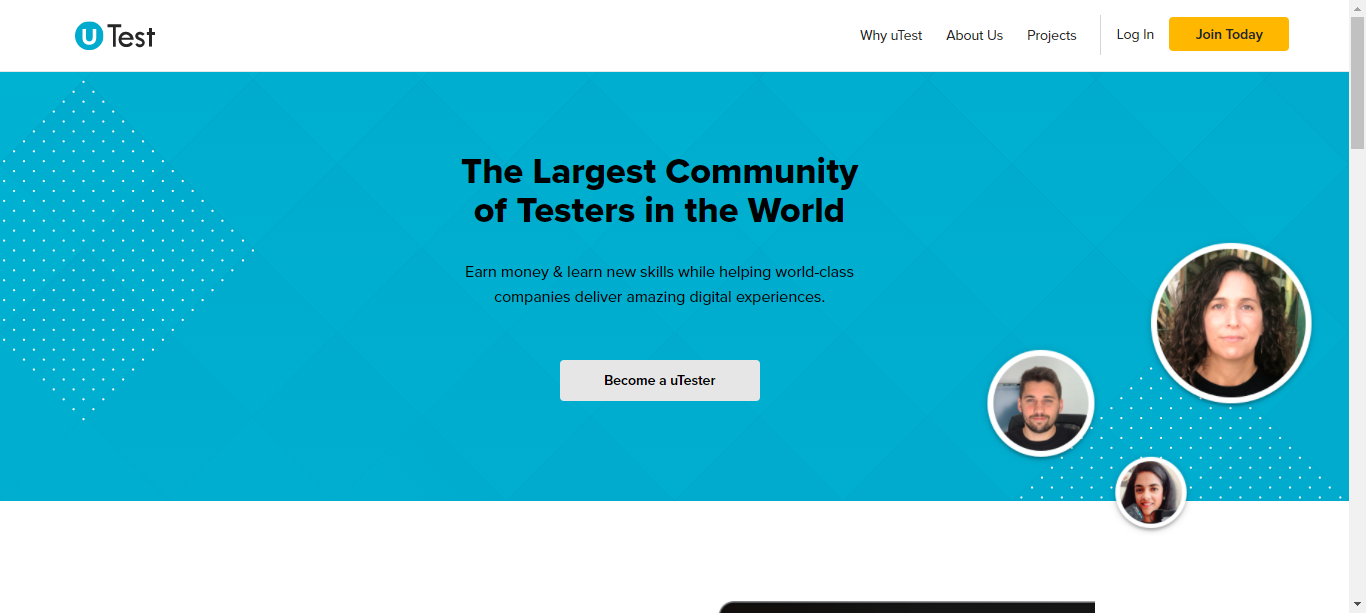 uTest
Why uTest
About Us
Projects
Log In
Join Today
The Largest Community
of Testers in the World
Earn money & learn new skills while helping world-class
companies deliver amazing digital experiences.
Become a uTester